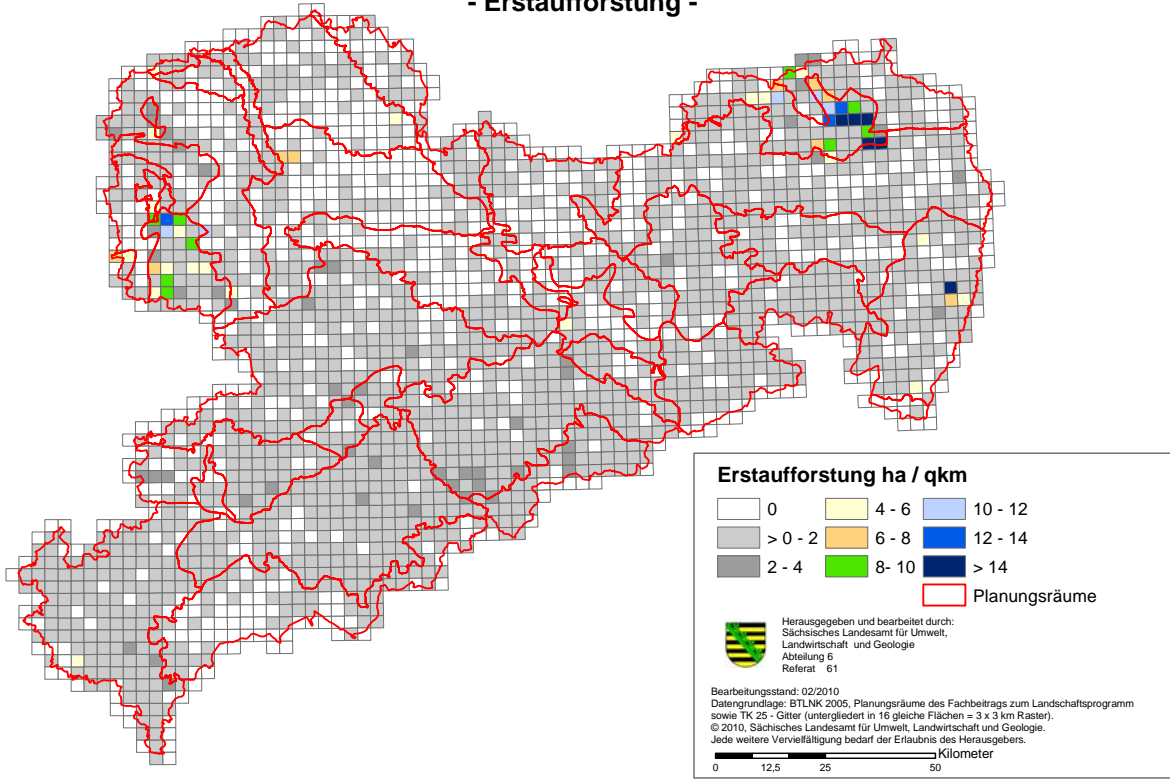 - Erstaufforstung -
Erstaufforstung ha / qkm
0
4 - 6
10 - 12
> 0 - 2
6 - 8
12 - 14
2 - 4
8- 10
> 14
Planungsräume
Herausgegeben und bearbeitet durch:
Sächsisches Landesamt für Umwelt,
Landwirtschaft und Geologie
Abteilung 6
Referat 61
Bearbeitungsstand: 02/2010
Datengrundlage: BTLNK 2005, Planungsräume des Fachbeitrags zum Landschaftsprogramm
sowie TK 25 - Gitter (untergliedert in 16 gleiche Flächen = 3 x 3 km Raster).
© 2010, Sächisches Landesamt für Umwelt, Landwirtschaft und Geologie.
Jede weitere Vervielfältigung bedarf der Erlaubnis des Herausgebers.
Kilometer
0 12,5 25 50